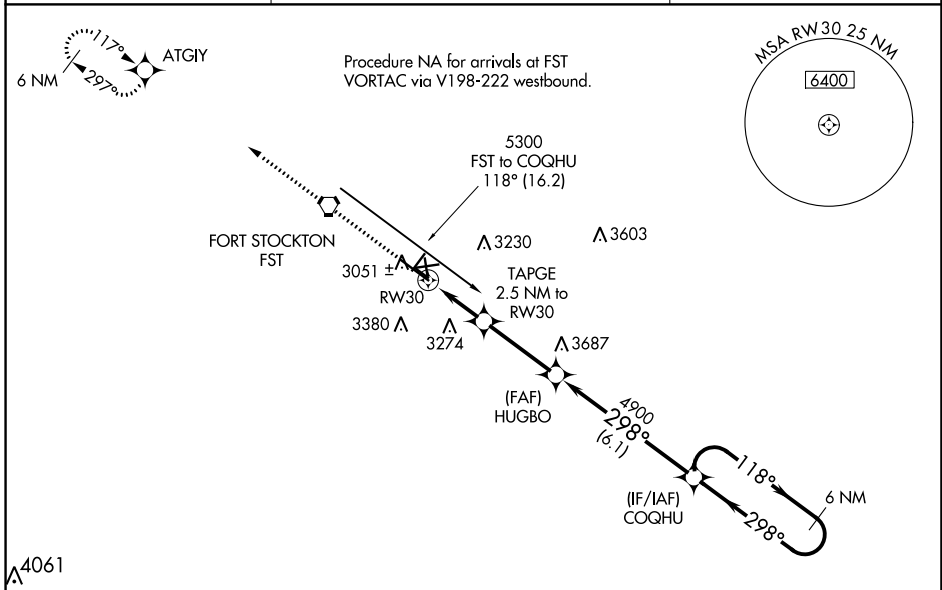 117°
ATGIY
6 NM
297°
Procedure NA for arrivals at FST
VORTAC via V198-222 westbound.
MSA RW30 25 NM
6400
5300
FST to COQHU
118° (16.2)
FORT STOCKTON
FST
3230
3603
3051 ±
RW30
TAPGE
2.5 NM to
RW30
3380
3274
3687
(FAF)
HUGBO
4900
298°
(6.1)
(IF/IAF)
COQHU
118°
6 NM
298°
4061